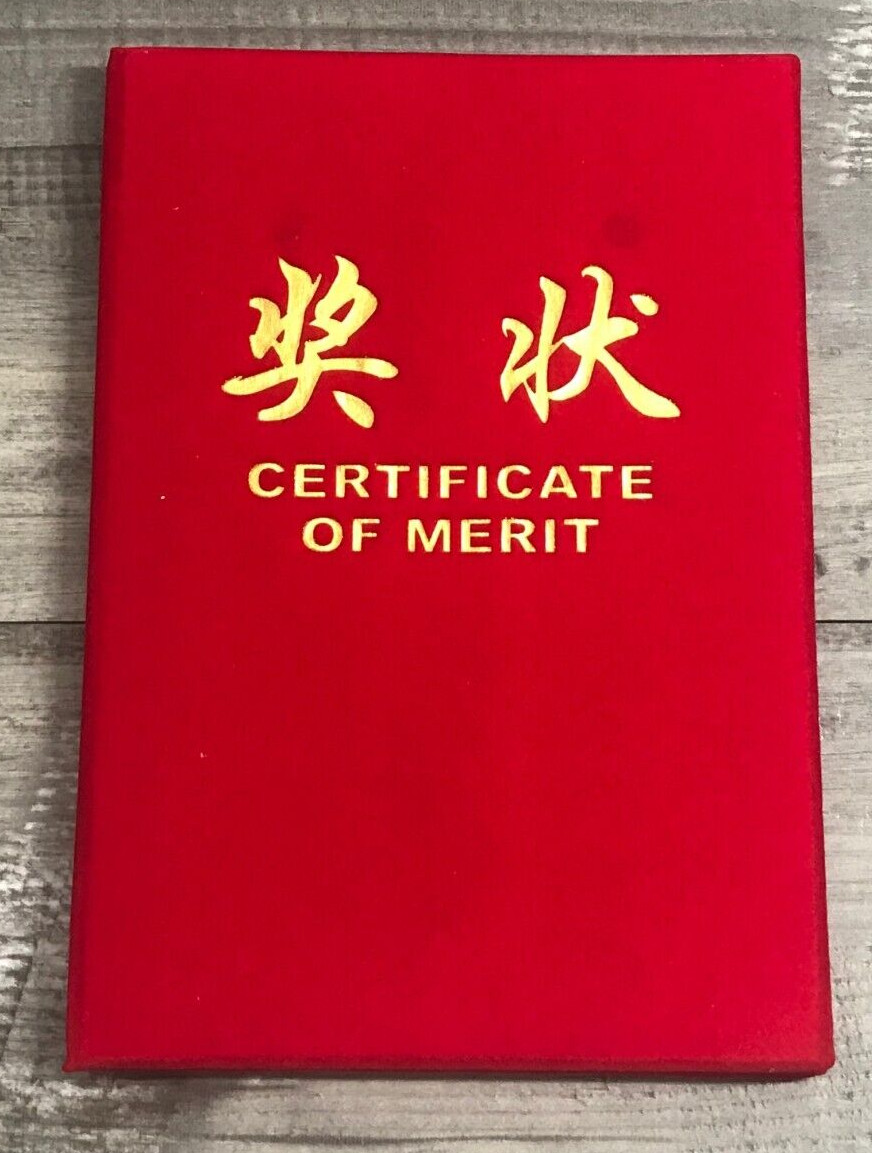 奖状
CERTIFICATE
OF MERIT